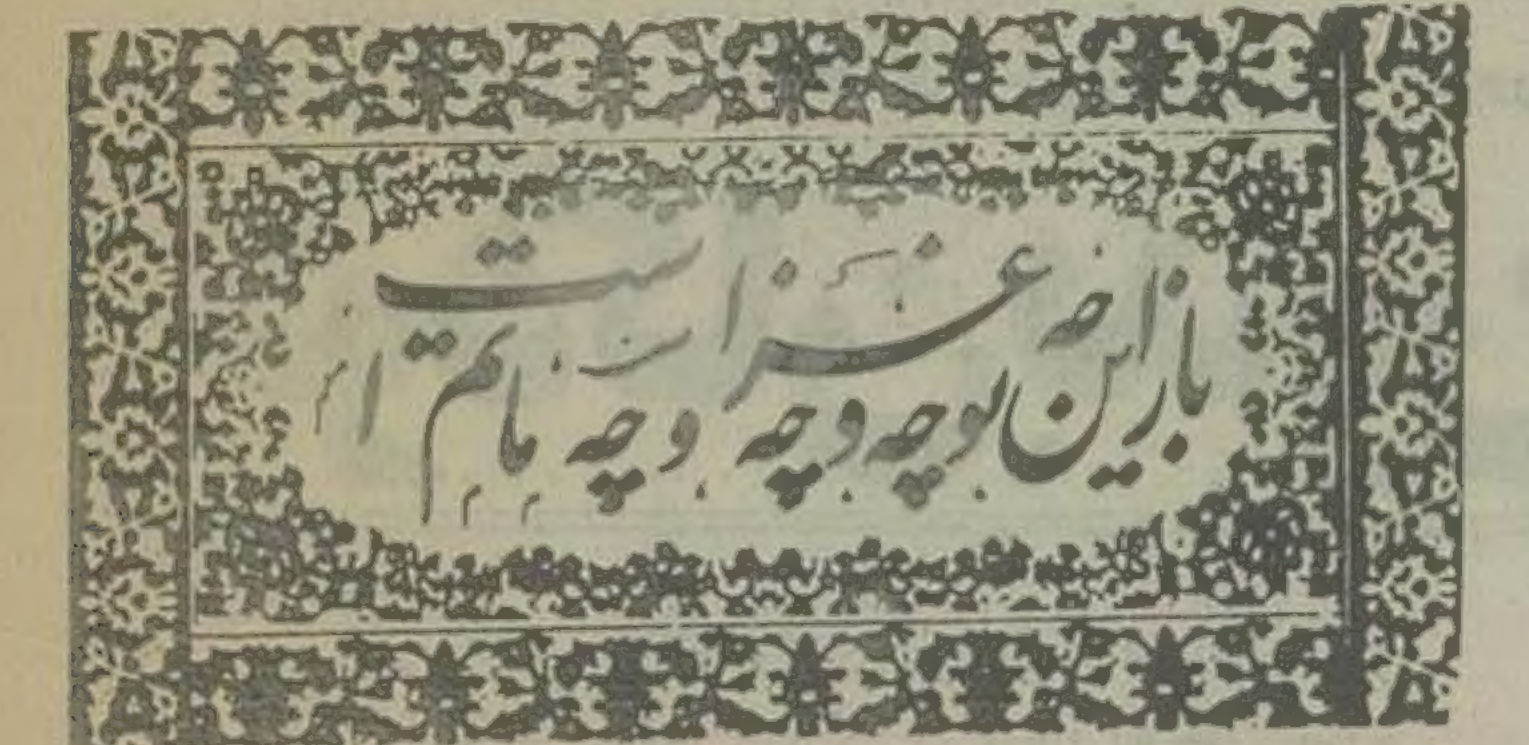 باز این چه نوحه و چه عزا و چه ماتم است